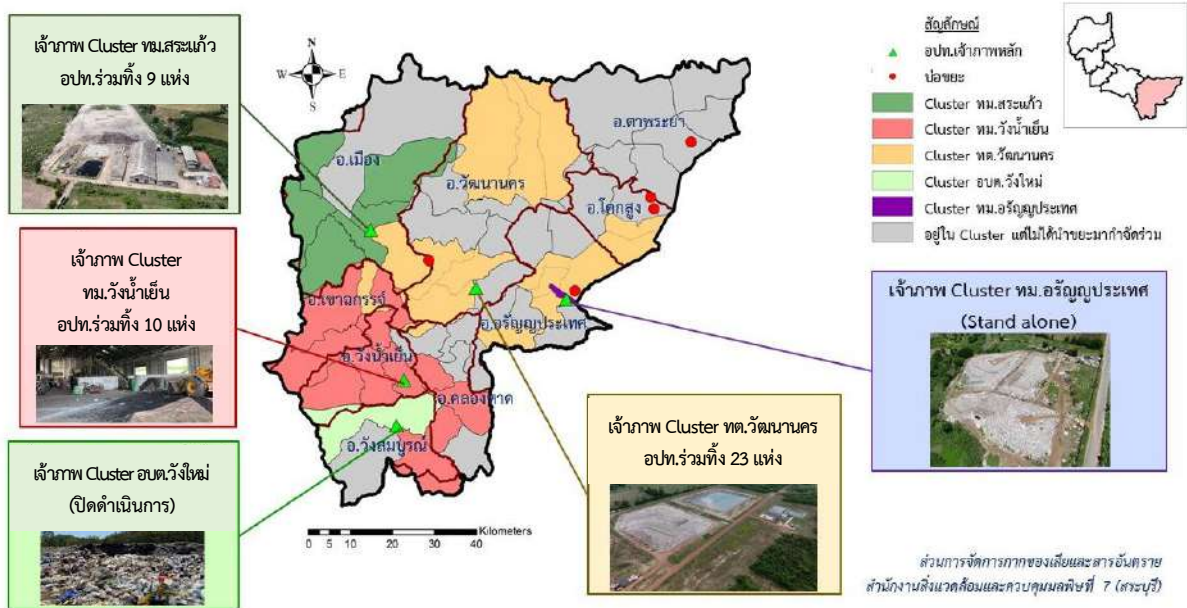 เจ้าภาพ Cluster ทม.สระแก้ว
อปท.ร่วมทิ้ง 9 แห่ง
เจ้าภาพ Cluster
ทม.วังน้ำเย็น
อปท.ร่วมทิ้ง 10 แห่ง
เจ้าภาพ Cluster อบต.วังใหม่
(ปิดดำเนินการ)
N
W E
S
อ.เมือง
อ.วัฒนานคร
อ.ตาพระยา
อ.โคกสูง
อ.เขาฉกรรจ์
อ.อรัญญประเทศ
อ.วังน้ำเย็น
อ.คลองหาด
อ.วังสมบูรณ์
Kilometers
0 5 10 20 30 40
สัญลักษณ์
อปท.เจ้าภาพหลัก
บ่อขยะ
Cluster ทม.สระแก้ว
Cluster ทม.วังน้ำเย็น
Cluster ทต.วัฒนานคร
Cluster อบต.วังใหม่
Cluster ทม.อรัญญประเทศ
อยู่ใน Cluster แต่ไม่ได้นำขยะมากำจัดร่วม
เจ้าภาพ Cluster ทม.อรัญญประเทศ
(Stand alone)
เจ้าภาพ Cluster ทต.วัฒนานคร
อปท.ร่วมทิ้ง 23 แห่ง
ส่วนการจัดการกากของเสียและสารอันตราย
สำนักงานสิ่งแวดล้อมและควบคุมมลพิษที่ 7 (สระบุรี)